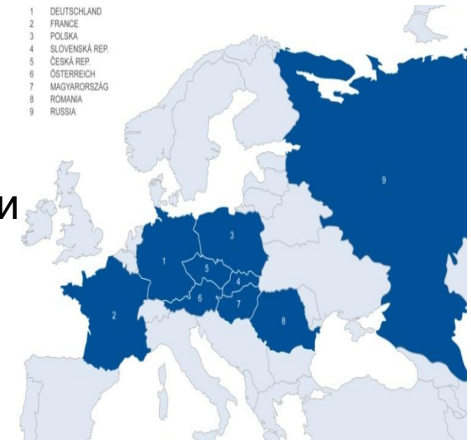 1 DEUTSCHLAND
2 FRANCE
3 POLSKA
4 SLOVENSKÁ REP.
5 ČESKÁ REP.
6 ÖSTERREICH
7 MAGYARORSZÁG
8 ROMANIA
9 RUSSIA
9
и
3
1
5
4
6
7
2
8